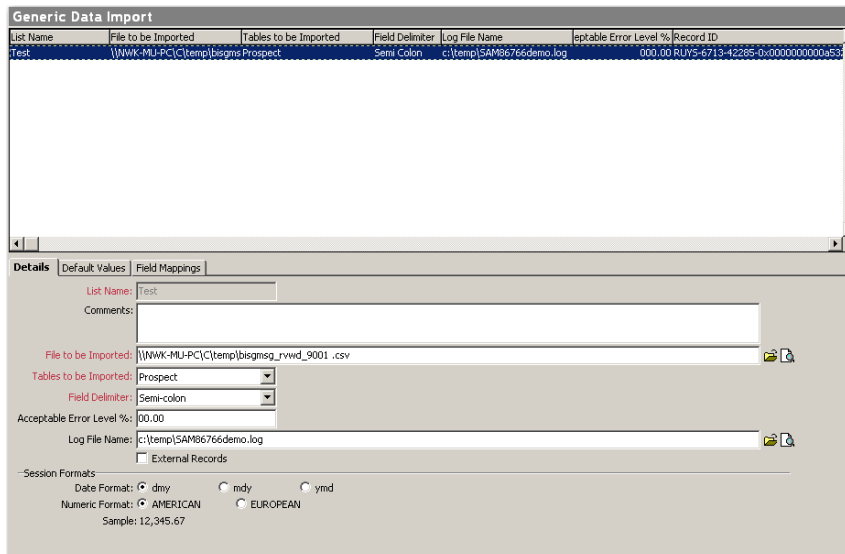 Generic Data Import
List Name File to be Imported Tables to be Imported Field Delimiter Log File Name eptable Error Level % Record ID
Test \\NWK-MU-PC\C\temp\bisgms Prospect Semi Colon c:\temp\SAM86766demo.log 000.00 RUYS-6713-42285-0x0000000000a53
Details Default Values Field Mappings
List Name: Test
Comments:
File to be Imported: \\NWK-MU-PC\C\temp\bisgmsg_rvwd_9001 .csv
Tables to be Imported: Prospect
Field Delimiter: Semi-colon
Acceptable Error Level %: 00.00
Log File Name: c:\temp\SAM86766demo.log
External Records
Session Formats
Date Format: dmy mdy ymd
Numeric Format: AMERICAN EUROPEAN
Sample: 12,345.67